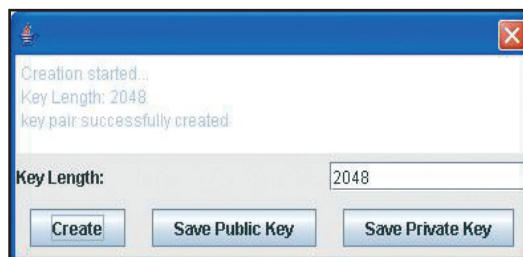 Creation started...
Key Length: 2048
key pair successfully created
Key Length: 2048
Create Save Public Key Save Private Key